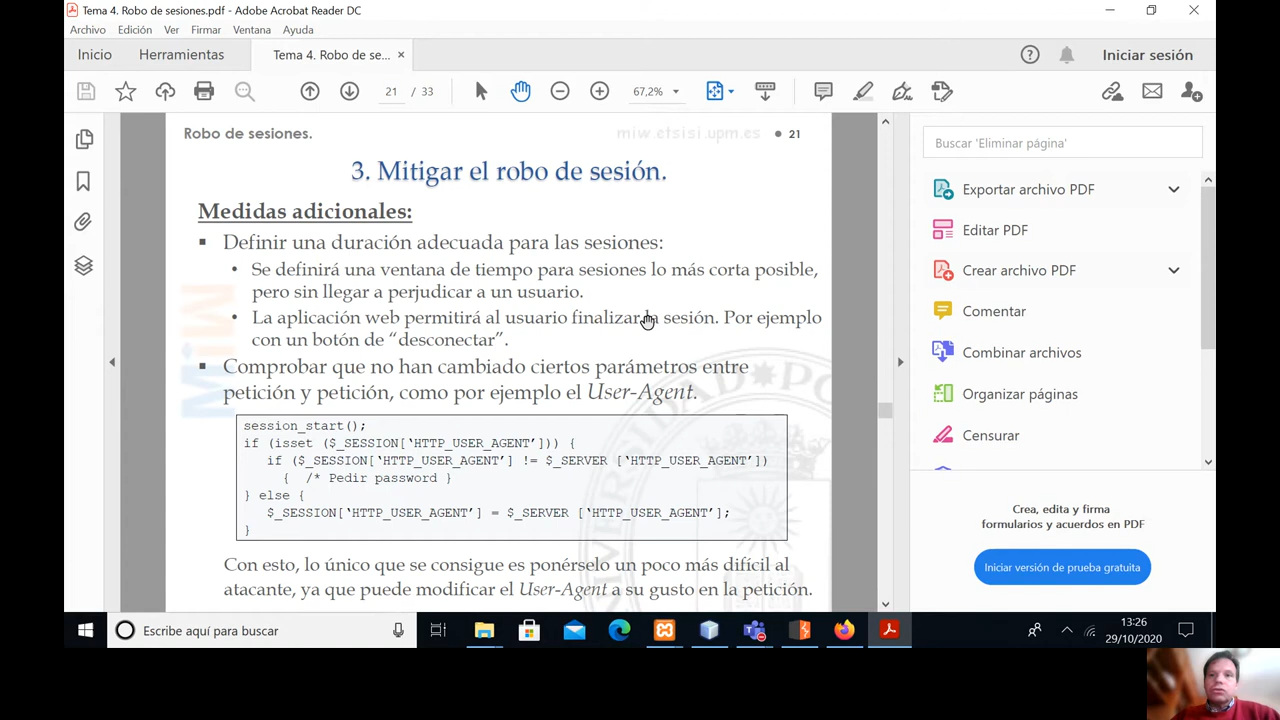 Tema 4. Robo de sesiones.pdf - Adobe Acrobat Reader DC
Archivo Edición Ver Firmar Ventana Ayuda
Inicio Herramientas Tema 4. Robo de se... × Iniciar sesión
21 / 33 67,2%
Robo de sesiones. miw.etsisi.upm.es • 21
3. Mitigar el robo de sesión.
Medidas adicionales:
▪ Definir una duración adecuada para las sesiones:
• Se definirá una ventana de tiempo para sesiones lo más corta posible,
pero sin llegar a perjudicar a un usuario.
• La aplicación web permitirá al usuario finalizar la sesión. Por ejemplo
con un botón de “desconectar”.
▪ Comprobar que no han cambiado ciertos parámetros entre
petición y petición, como por ejemplo el User-Agent.
session_start();
if (isset ($_SESSION[‘HTTP_USER_AGENT’])) {
if ($_SESSION[‘HTTP_USER_AGENT’] != $_SERVER [‘HTTP_USER_AGENT’])
{ /* Pedir password }
} else {
$_SESSION[‘HTTP_USER_AGENT’] = $_SERVER [‘HTTP_USER_AGENT’];
}
Con esto, lo único que se consigue es ponérselo un poco más difícil al
atacante, ya que puede modificar el User-Agent a su gusto en la petición.
MiW
Buscar 'Eliminar página'
Exportar archivo PDF
Editar PDF
Crear archivo PDF
Comentar
Combinar archivos
Organizar páginas
Censurar
Crea, edita y firma
formularios y acuerdos en PDF
Iniciar versión de prueba gratuita
Escribe aquí para buscar
13:26
29/10/2020